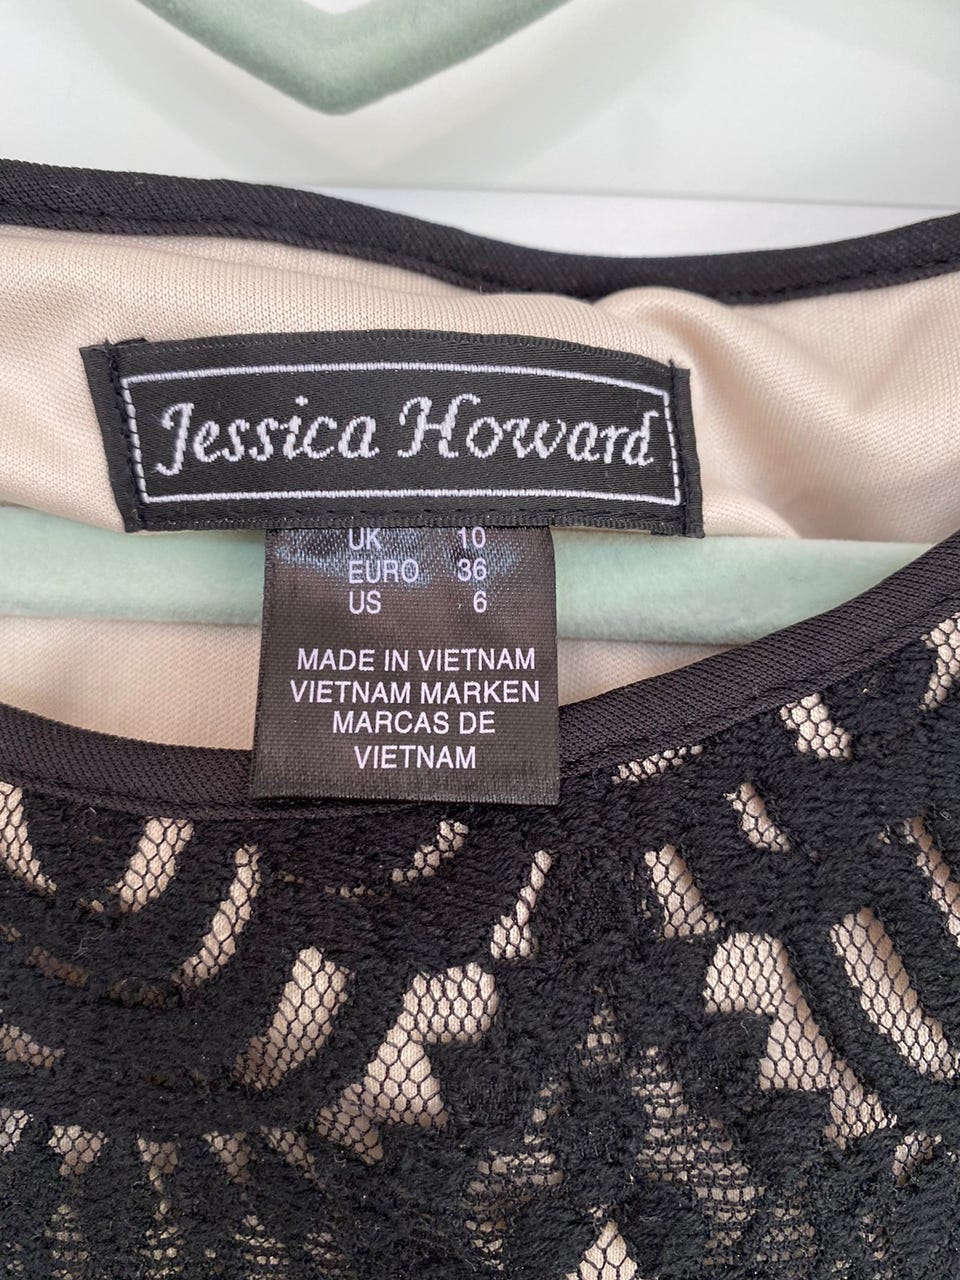 Jessica Howard
UK 10
EURO 36
US 6
MADE IN VIETNAM
VIETNAM MARKEN
MARCAS DE
VIETNAM